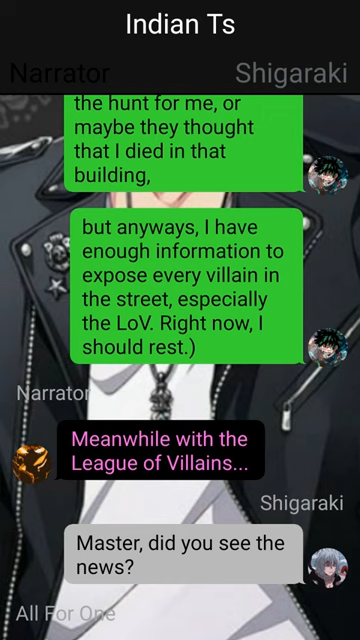 Indian Ts
Narrator
Shigaraki
the hunt for me, or
maybe they thought
that I died in that
building,
but anyways, I have
enough information to
expose every villain in
the street, especially
the LoV. Right now, I
should rest.)
Narrator
Meanwhile with the
League of Villains...
Shigaraki
Master, did you see the
news?
All For One